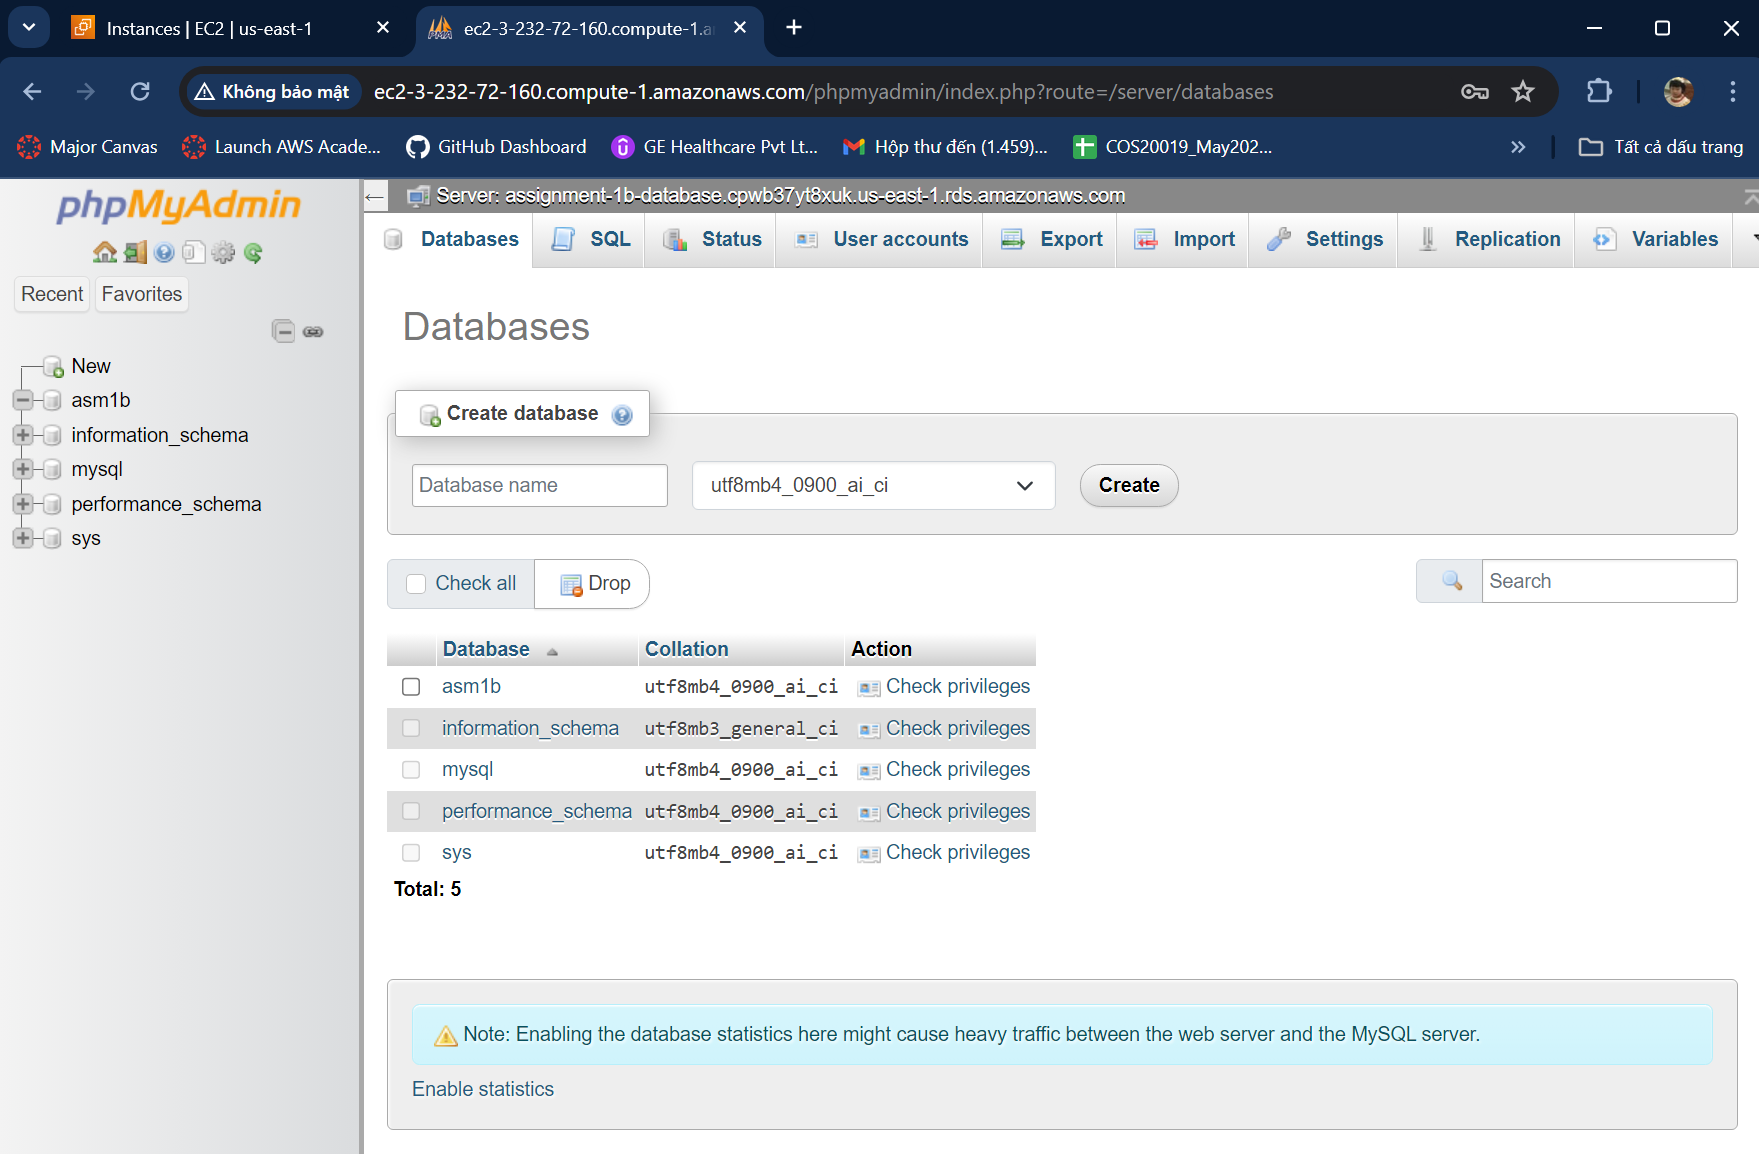 Instances | EC2 | us-east-1
ec2-3-232-72-160.compute-1.a
Không bảo mật
ec2-3-232-72-160.compute-1.amazonaws.com/phpmyadmin/index.php?route=/server/databases
Major Canvas
Launch AWS Acade...
GitHub Dashboard
GE Healthcare Pvt Lt...
Hộp thư đến (1.459)...
COS20019_May202...
Tất cả dấu trang
phpMyAdmin
Server: assignment-1b-database.cpwb37yt8xuk.us-east-1.rds.amazonaws.com
Databases
SQL
Status
User accounts
Export
Import
Settings
Replication
Variables
Recent
Favorites
New
asm1b
information_schema
mysql
performance_schema
sys
Databases
Create database
Database name
utf8mb4_0900_ai_ci
Create
Check all
Drop
Search
Database Collation Action
asm1b utf8mb4_0900_ai_ci Check privileges
information_schema utf8mb3_general_ci Check privileges
mysql utf8mb4_0900_ai_ci Check privileges
performance_schema utf8mb4_0900_ai_ci Check privileges
sys utf8mb4_0900_ai_ci Check privileges
Total: 5
Note: Enabling the database statistics here might cause heavy traffic between the web server and the MySQL server.
Enable statistics